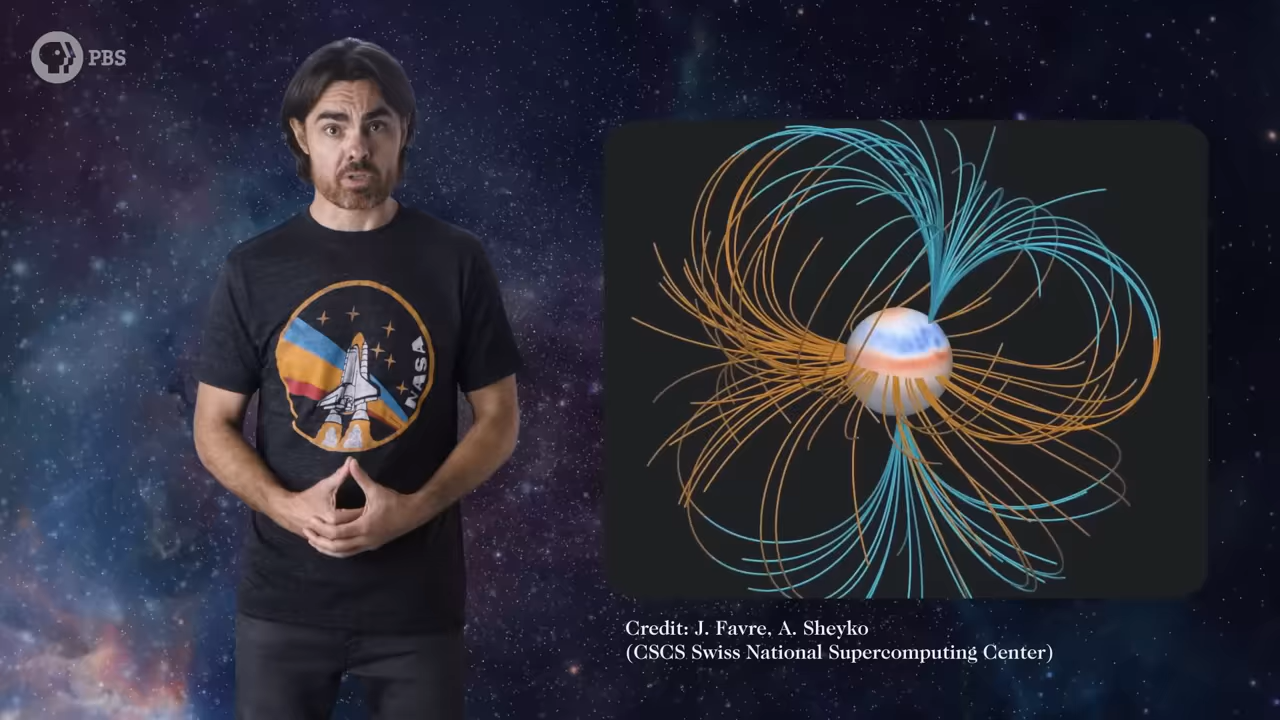 PBS
NASA
Credit: J. Favre, A. Sheyko
(CSCS Swiss National Supercomputing Center)